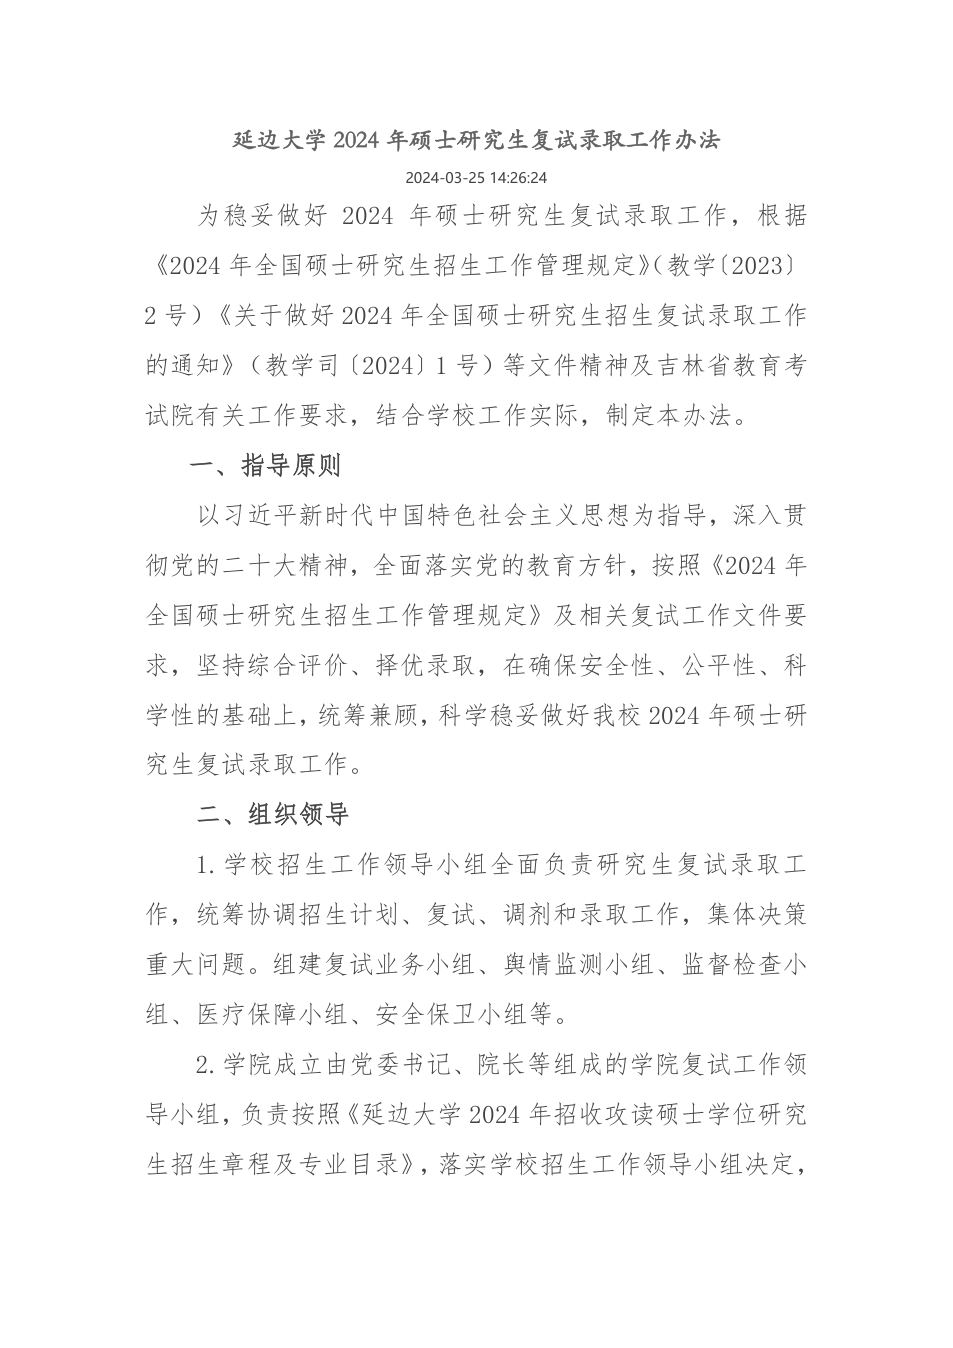 延边大学 2024 年硕士研究生复试录取工作办法
2024-03-25 14:26:24
为稳妥做好 2024 年硕士研究生复试录取工作，根据
《2024 年全国硕士研究生招生工作管理规定》（教学〔2023〕
2 号）《关于做好 2024 年全国硕士研究生招生复试录取工作
的通知》（教学司〔2024〕1 号）等文件精神及吉林省教育考
试院有关工作要求，结合学校工作实际，制定本办法。
一、指导原则
以习近平新时代中国特色社会主义思想为指导，深入贯
彻党的二十大精神，全面落实党的教育方针，按照《2024 年
全国硕士研究生招生工作管理规定》及相关复试工作文件要
求，坚持综合评价、择优录取，在确保安全性、公平性、科
学性的基础上，统筹兼顾，科学稳妥做好我校 2024 年硕士研
究生复试录取工作。
二、组织领导
1.学校招生工作领导小组全面负责研究生复试录取工
作，统筹协调招生计划、复试、调剂和录取工作，集体决策
重大问题。组建复试业务小组、舆情监测小组、监督检查小
组、医疗保障小组、安全保卫小组等。
2.学院成立由党委书记、院长等组成的学院复试工作领
导小组，负责按照《延边大学 2024 年招收攻读硕士学位研究
生招生章程及专业目录》，落实学校招生工作领导小组决定，